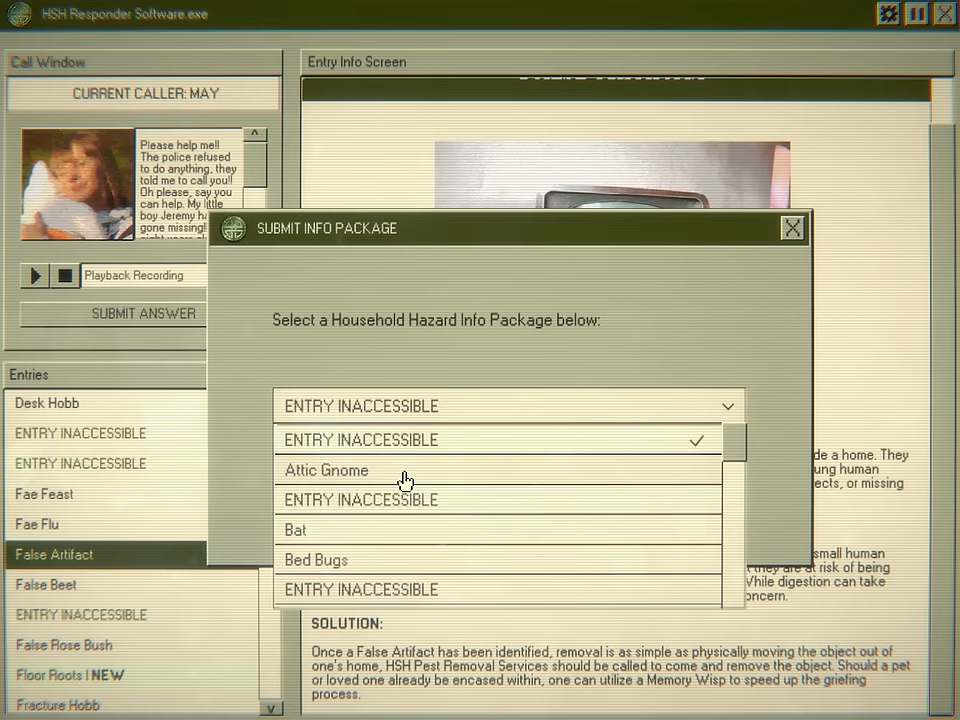 HSH Responder Software.exe
Call Window
CURRENT CALLER: MAY
Please help me!!
The police refused
to do anything, they
told me to call you!!
Oh please, say you
can help. My little
boy Jeremy ha
gone missing!!
Playback Recording
SUBMIT ANSWER
Entries
Desk Hobb
ENTRY INACCESSIBLE
ENTRY INACCESSIBLE
Fae Feast
Fae Flu
False Artifact
False Beet
ENTRY INACCESSIBLE
False Rose Bush
Floor Roots | NEW
Fracture Hobb
Entry Info Screen
SUBMIT INFO PACKAGE
Select a Household Hazard Info Package below:
ENTRY INACCESSIBLE
ENTRY INACCESSIBLE
Attic Gnome
ENTRY INACCESSIBLE
Bat
Bed Bugs
ENTRY INACCESSIBLE
de a home. They
ung human
ects, or missing
small human
t they are at risk of being
While digestion can take
oncern.
SOLUTION:
Once a False Artifact has been identified, removal is as simple as physically moving the object out of
one's home, HSH Pest Removal Services should be called to come and remove the object. Should a pet
or loved one already be encased within, one can utilize a Memory Wisp to speed up the griefing
process.